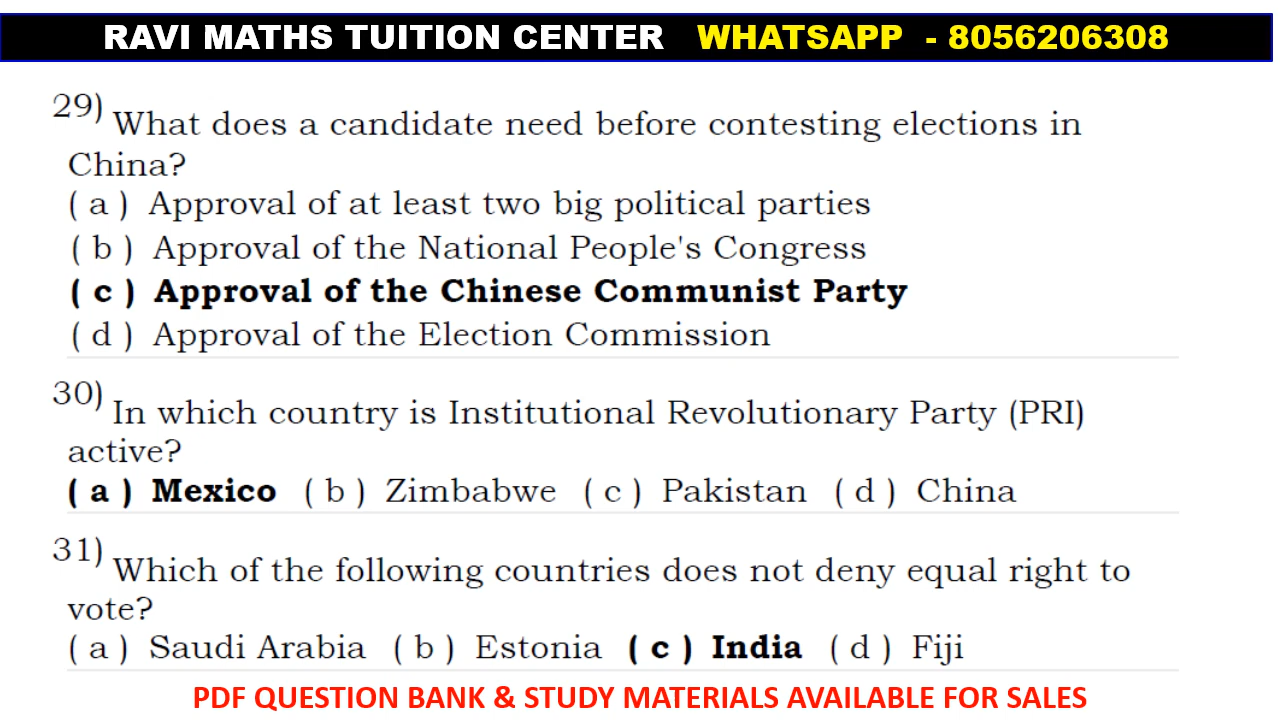 RAVI MATHS TUITION CENTER WHATSAPP - 8056206308
29) What does a candidate need before contesting elections in
China?
( a ) Approval of at least two big political parties
( b ) Approval of the National People's Congress
( c ) Approval of the Chinese Communist Party
( d ) Approval of the Election Commission
30) In which country is Institutional Revolutionary Party (PRI)
active?
( a ) Mexico ( b ) Zimbabwe ( c ) Pakistan ( d ) China
31) Which of the following countries does not deny equal right to
vote?
( a ) Saudi Arabia ( b ) Estonia ( c ) India ( d ) Fiji
PDF QUESTION BANK & STUDY MATERIALS AVAILABLE FOR SALES